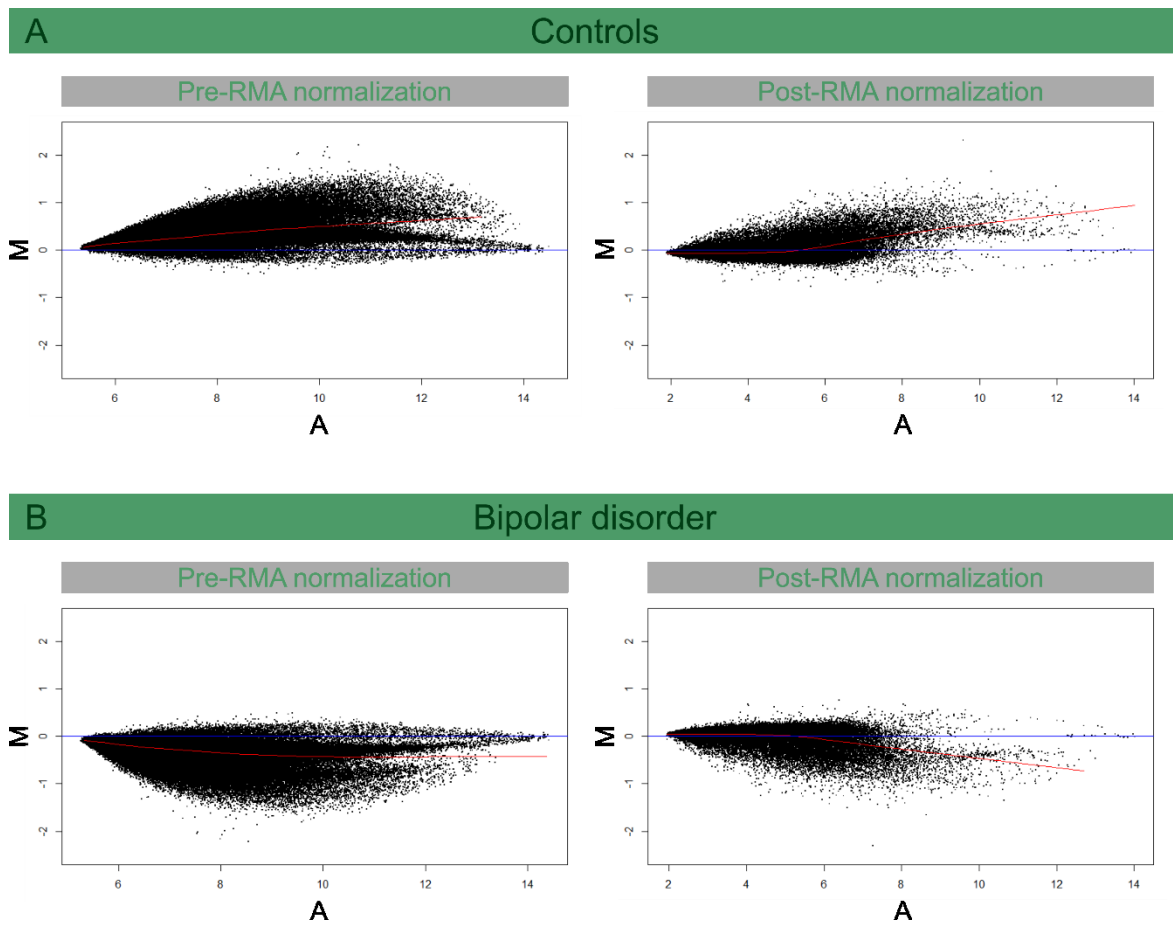 A Controls
Pre-RMA normalization Post-RMA normalization
2 2
1 1
M 0 M 0
-1 -1
-2 -2
6 8 10 12 14 2 4 6 8 10 12 14
A A
B Bipolar disorder
Pre-RMA normalization Post-RMA normalization
2 2
1 1
M 0 M 0
-1 -1
-2 -2
6 8 10 12 14 2 4 6 8 10 12 14
A A